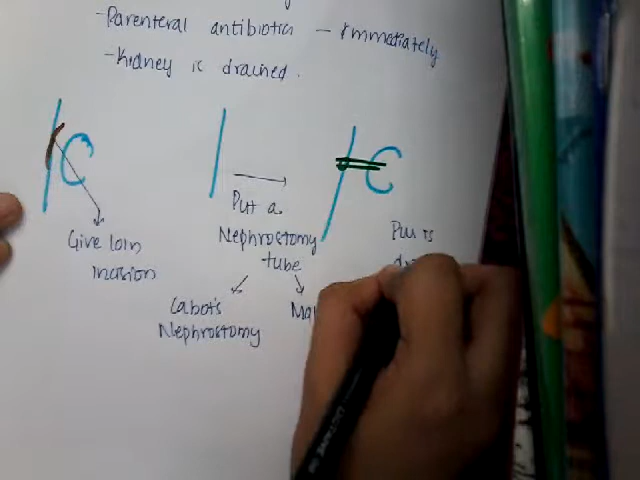 -Parenteral antibiotics - Immediately
-Kidney is drained.
Give loin
incision
Put a
Nephrostomy
tube
Cabot's
Nephrostomy
Pus is